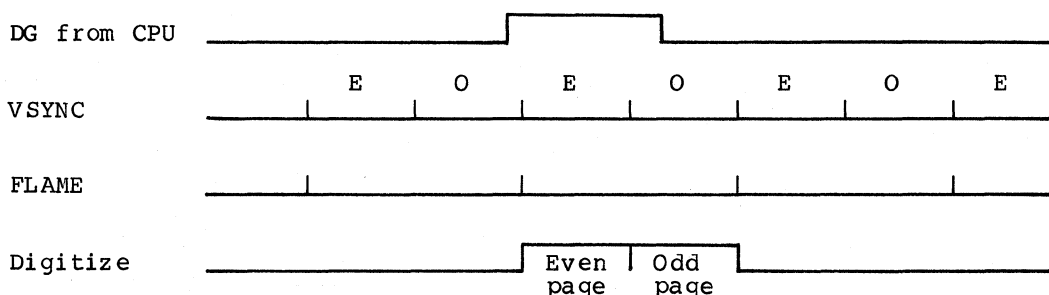 DG from CPU
E O E O E O E
VSYNC
FLAME
Digitize
Even Odd
page page